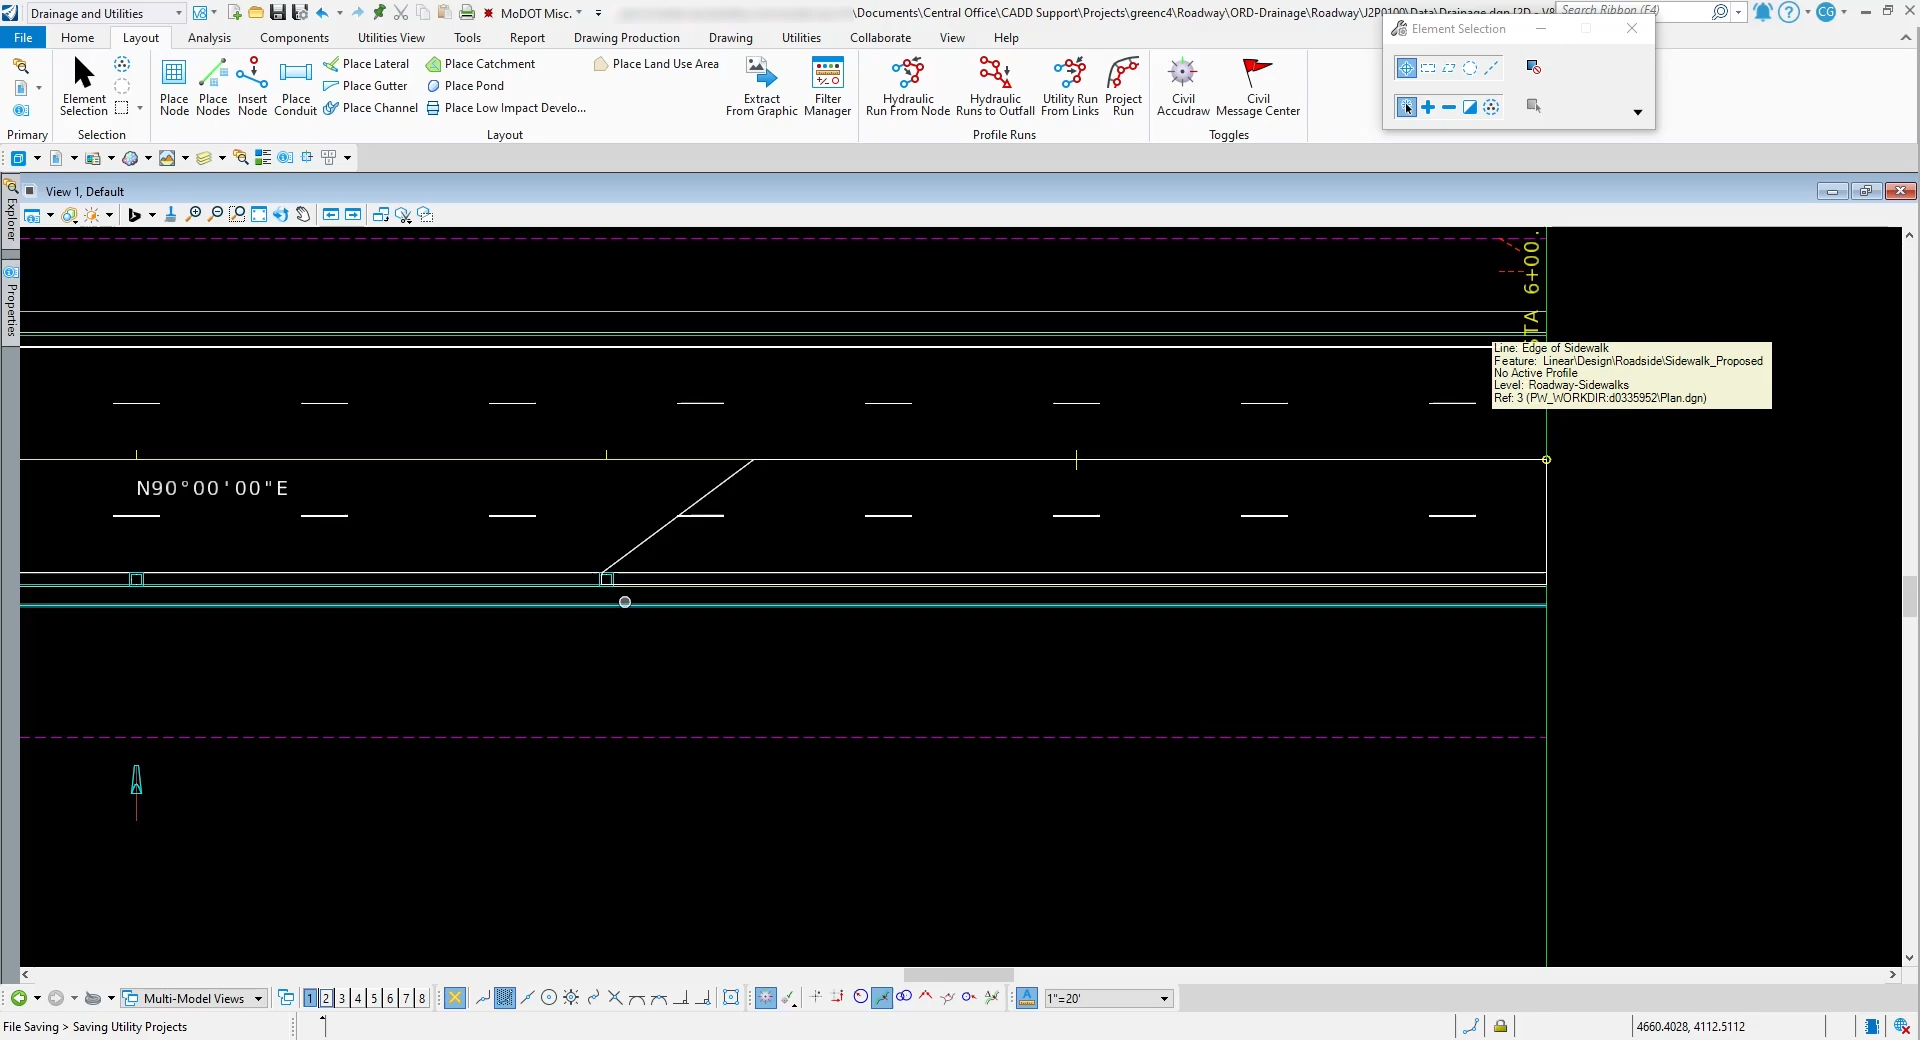 Drawing and Utilities
V8
MoDOT Misc.
\Documents\Central Office\CADD Support\Projects\greenc4\Roadway\ORD-Drainage\Roadway\J2P0100\Data\Drainage.dgn [2D - V8
Search Ribbon (F4)
CG
File
Home
Layout
Analysis
Components
Utilities View
Tools
Report
Drawing Production
Drawing
Utilities
Collaborate
View
Help
Element Selection
Primary
Element Selection
Selection
Place Node
Place Nodes
Insert Node
Place Conduit
Place Lateral
Place Gutter
Place Channel
Place Catchment
Place Pond
Place Low Impact Develo...
Place Land Use Area
Extract From Graphic
Filter Manager
Layout
Hydraulic Run From Node
Hydraulic Runs to Outfall
Utility Run From Links
Project Run
Profile Runs
Civil Accudraw
Civil Message Center
Toggles
Explorer
Properties
View 1, Default
STA 6+00.
Line: Edge of Sidewalk
Feature: Linear\Design\Roadside\Sidewalk_Proposed
No Active Profile
Level: Roadway-Sidewalks
Ref: 3 (PW_WORKDIR:d0335952\Plan.dgn)
N90°00'00"E
Multi-Model Views
1 2 3 4 5 6 7 8
1"=20'
File Saving > Saving Utility Projects
4660.4028, 4112.5112